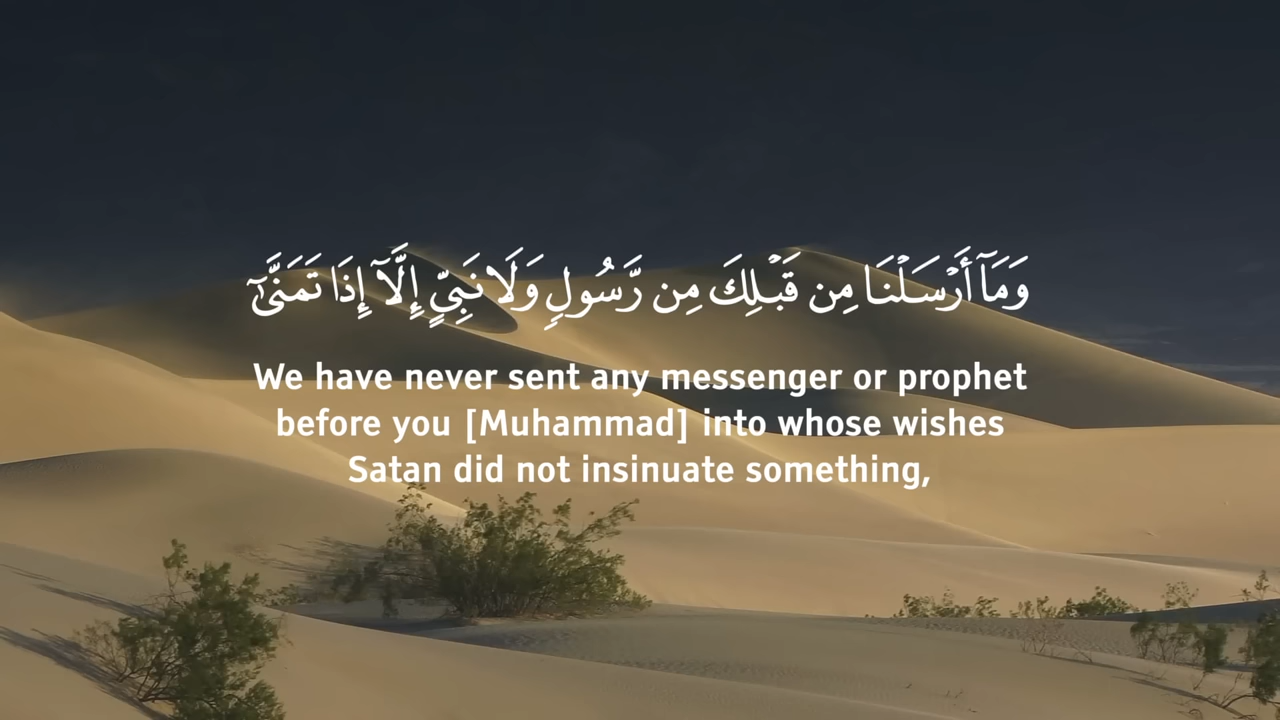 وَمَآ أَرۡسَلۡنَا مِن قَبۡلِكَ مِن رَّسُولٍ وَلَا نَبِيٍّ إِلَّآ إِذَا تَمَنَّىٰٓ
We have never sent any messenger or prophet
before you [Muhammad] into whose wishes
Satan did not insinuate something,